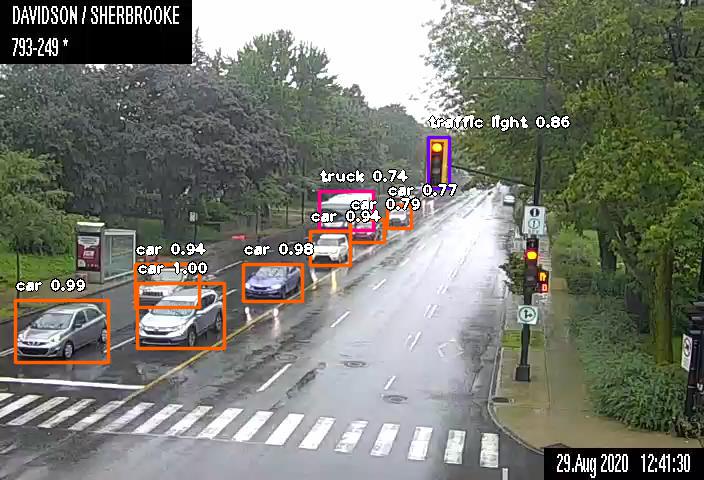 DAVIDSON / SHERBROOKE
793-249 *
traffic light 0.86
truck 0.74
car 0.77
car 0.79
car 0.94
car 0.94
car 0.98
car 1.00
car 0.99
29.Aug 2020 12:41:30